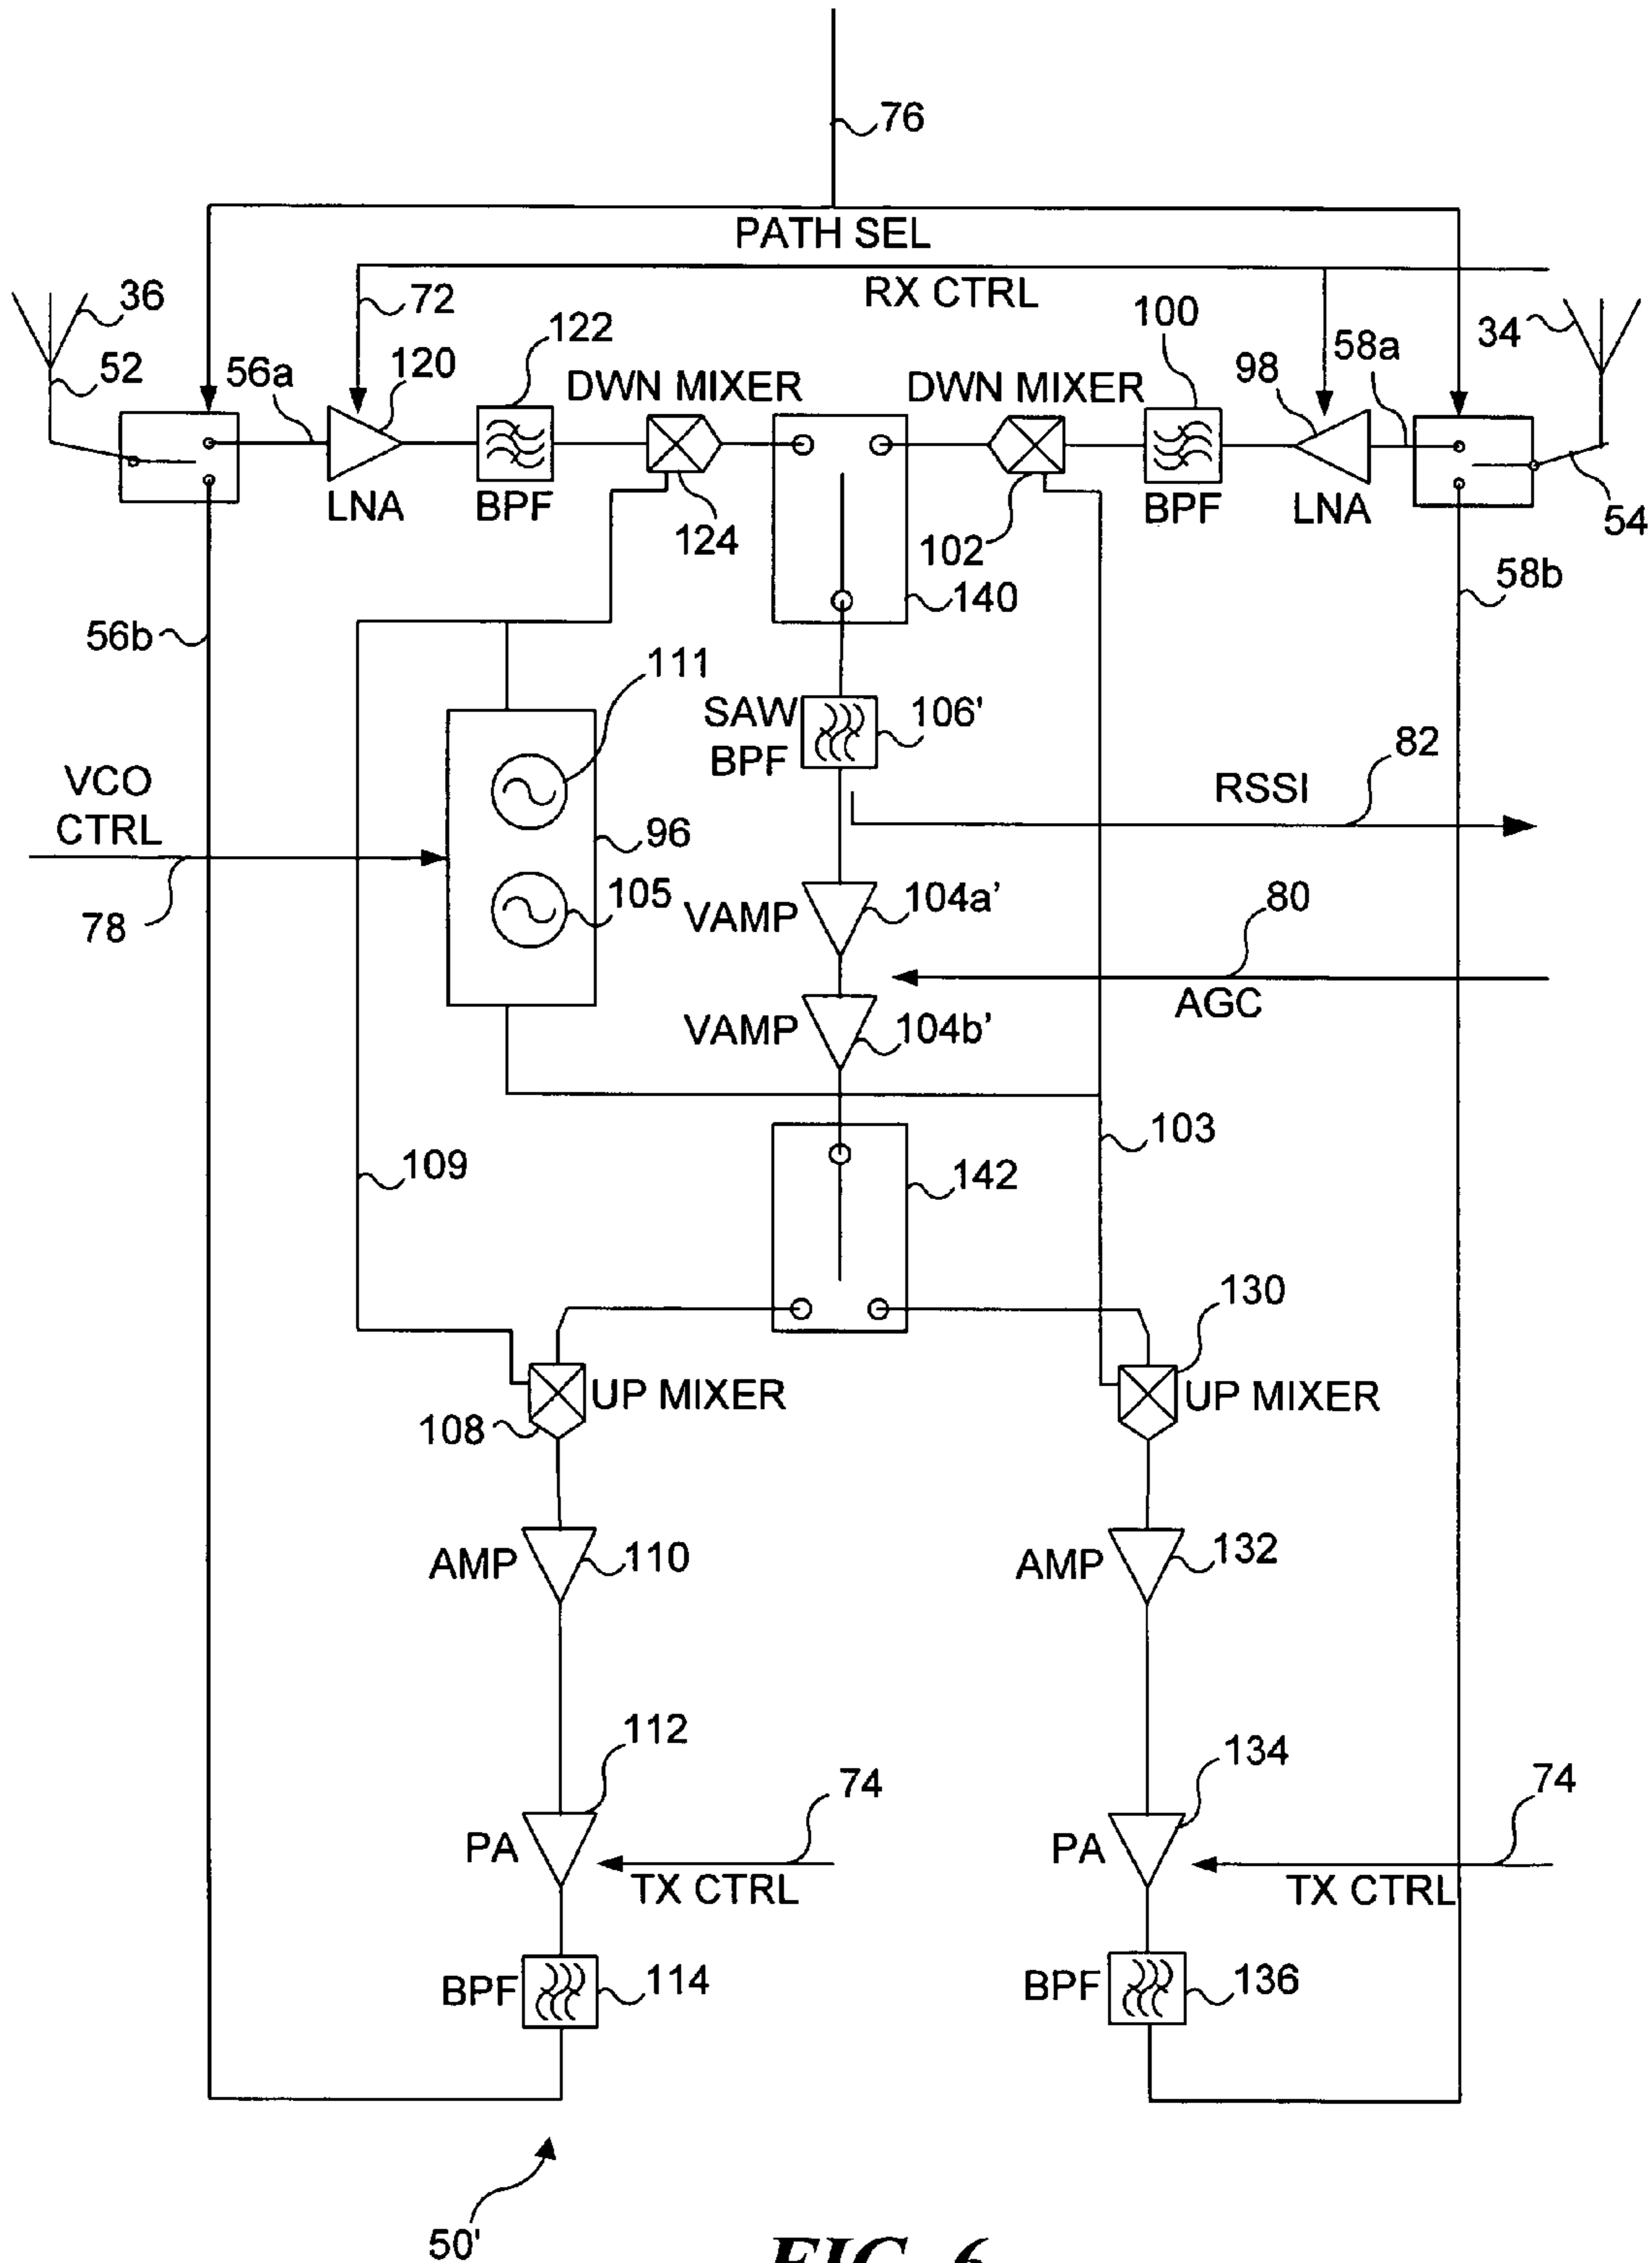 76
PATH SEL
RX CTRL
36
72
122
100
34
52
56a
120
DWN MIXER
DWN MIXER
98
58a
LNA
BPF
124
102
BPF
LNA
54
140
58b
56b
111
SAW
BPF
106'
82
RSSI
VCO
CTRL
96
78
105
VAMP
104a'
80
AGC
VAMP
104b'
103
109
142
130
UP MIXER
108
UP MIXER
AMP
110
AMP
132
112
134
74
74
PA
TX CTRL
PA
TX CTRL
BPF
114
BPF
136
50'
FIG. 6